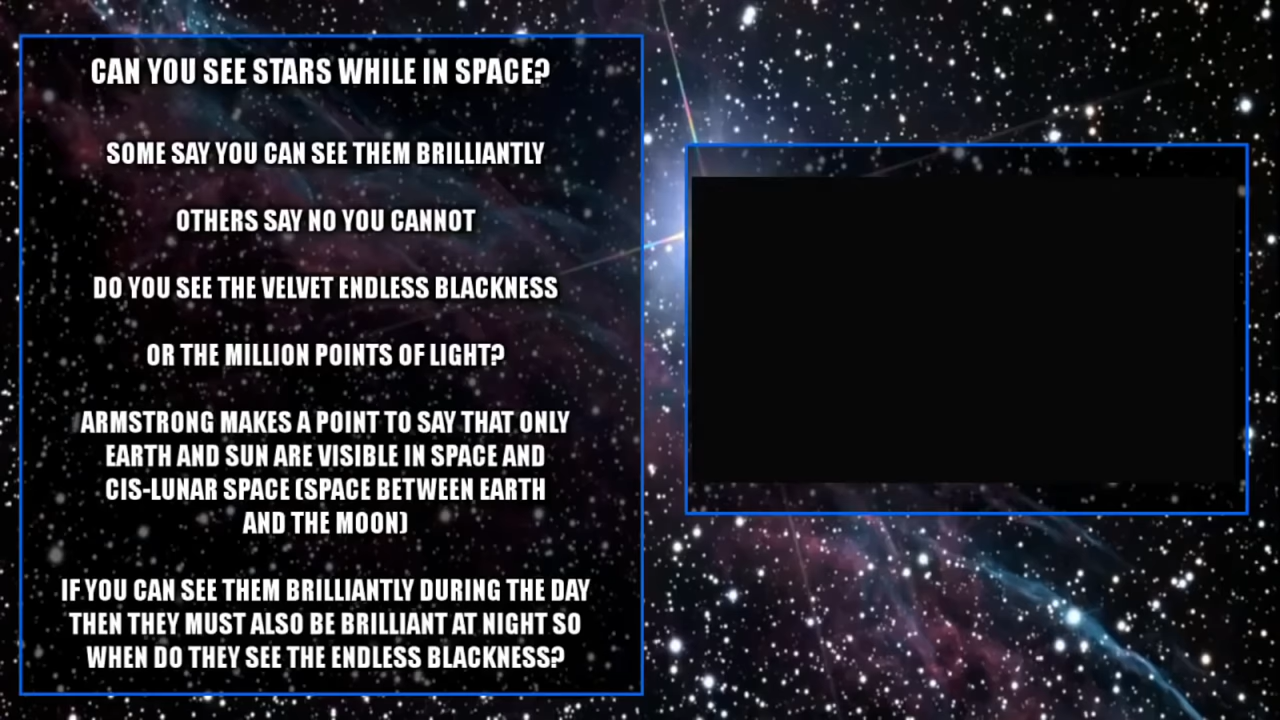 CAN YOU SEE STARS WHILE IN SPACE?
SOME SAY YOU CAN SEE THEM BRILLIANTLY
OTHERS SAY NO YOU CANNOT
DO YOU SEE THE VELVET ENDLESS BLACKNESS
OR THE MILLION POINTS OF LIGHT?
ARMSTRONG MAKES A POINT TO SAY THAT ONLY
EARTH AND SUN ARE VISIBLE IN SPACE AND
CIS-LUNAR SPACE (SPACE BETWEEN EARTH
AND THE MOON)
IF YOU CAN SEE THEM BRILLIANTLY DURING THE DAY
THEN THEY MUST ALSO BE BRILLIANT AT NIGHT SO
WHEN DO THEY SEE THE ENDLESS BLACKNESS?